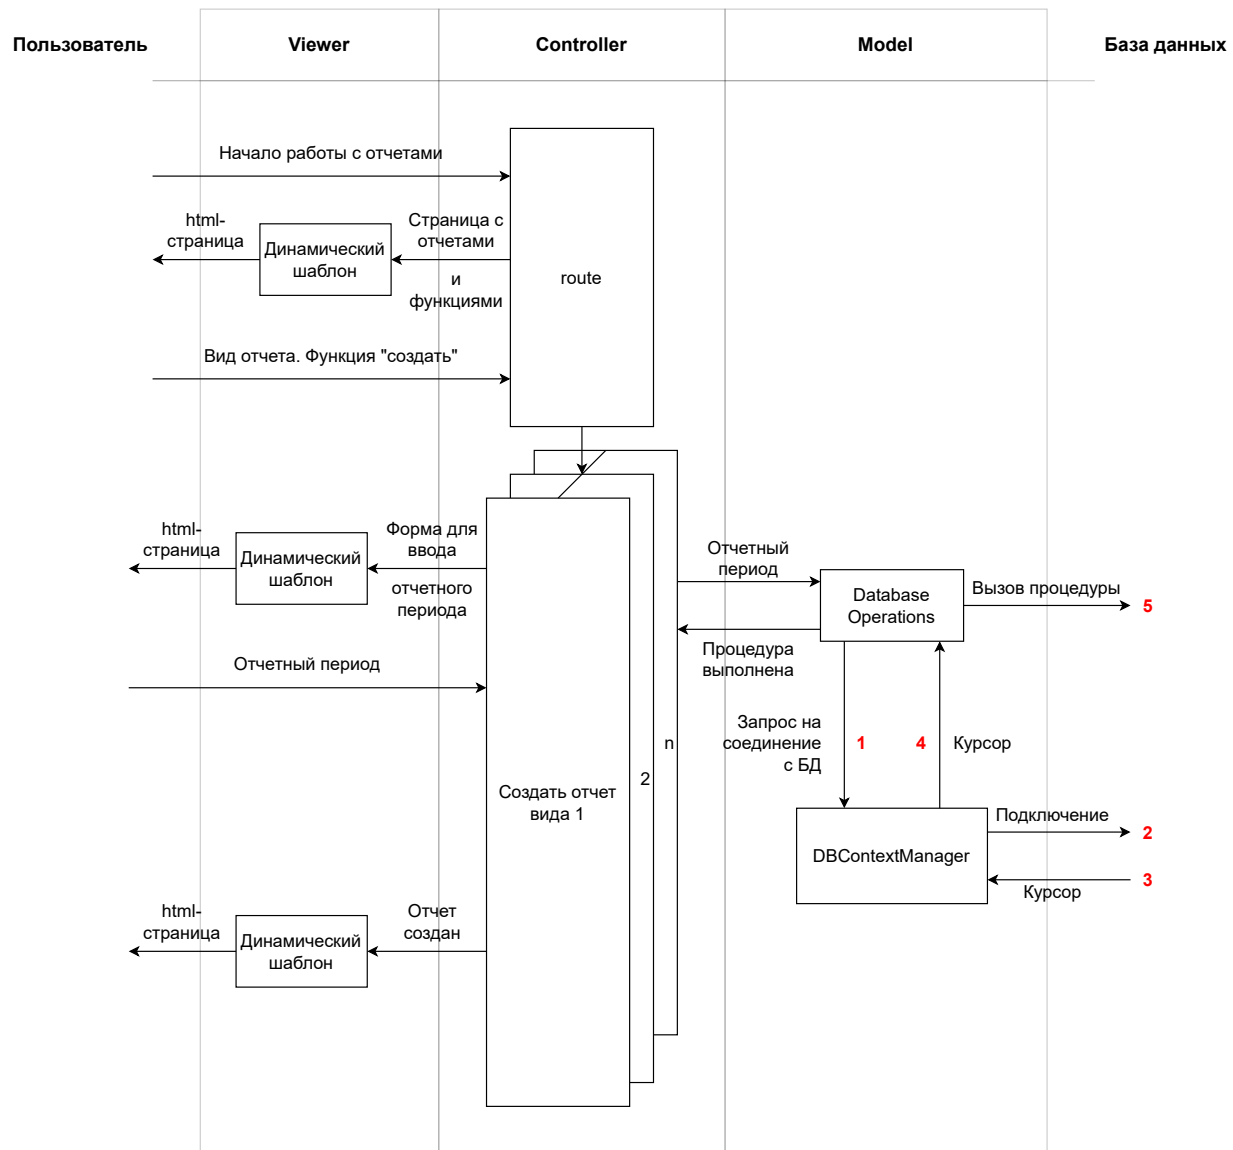 Пользователь
Viewer
Controller
Model
База данных
Начало работы с отчетами
html-
страница
Динамический
шаблон
Страница с
отчетами
и
функциями
route
Вид отчета. Функция "создать"
html-
страница
Динамический
шаблон
Форма для
ввода
отчетного
периода
Отчетный
период
Database
Operations
Вызов процедуры
5
Процедура
выполнена
Отчетный период
Запрос на
соединение
с БД
1
4
Курсор
n
2
Создать отчет
вида 1
DBContextManager
Подключение
2
3
Курсор
html-
страница
Динамический
шаблон
Отчет
создан